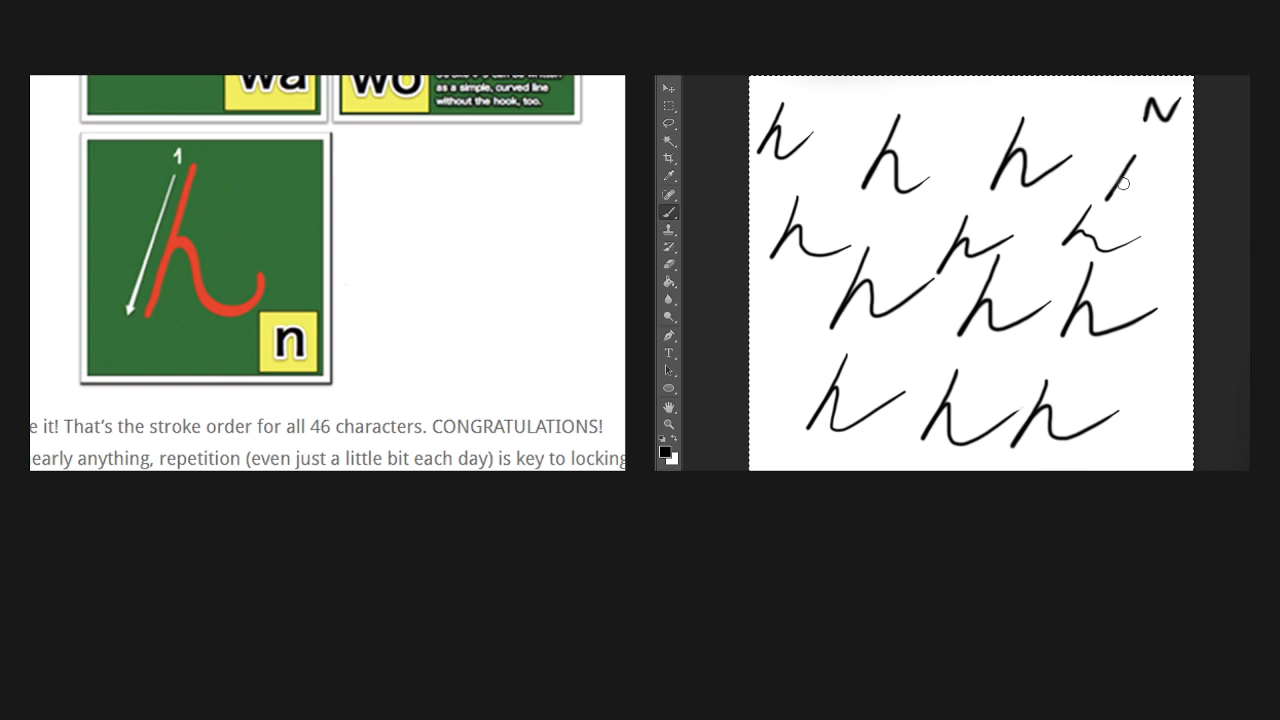 wa
wo
as a simple, curved line
without the hook, too.
1
ん
n
e it! That's the stroke order for all 46 characters. CONGRATULATIONS!
early anything, repetition (even just a little bit each day) is key to locking
N
ん ん ん
ん ん ん
ん ん ん
ん ん ん